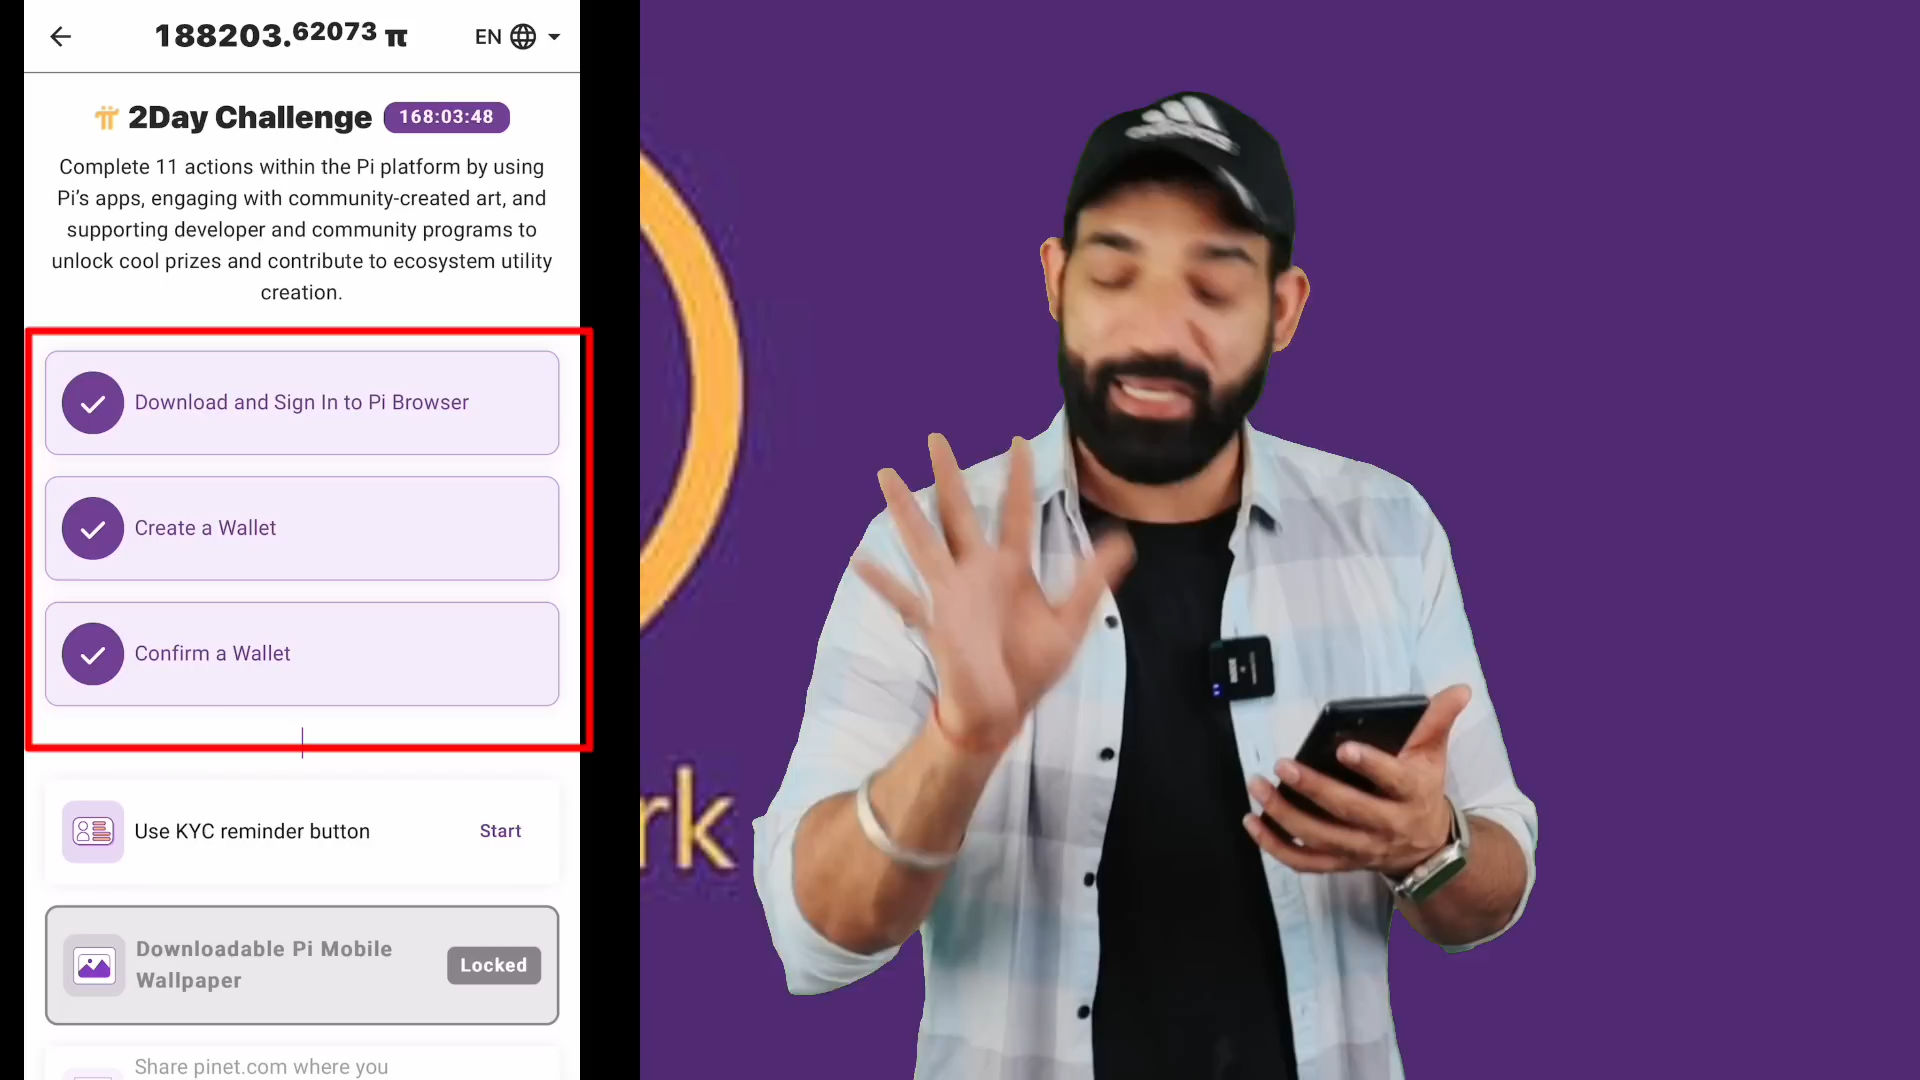 188203.62073 π
EN
2Day Challenge
168:03:48
Complete 11 actions within the Pi platform by using
Pi’s apps, engaging with community-created art, and
supporting developer and community programs to
unlock cool prizes and contribute to ecosystem utility
creation.
Download and Sign In to Pi Browser
Create a Wallet
Confirm a Wallet
Use KYC reminder button
Start
Downloadable Pi Mobile
Wallpaper
Locked
Share pinet.com where you
rk